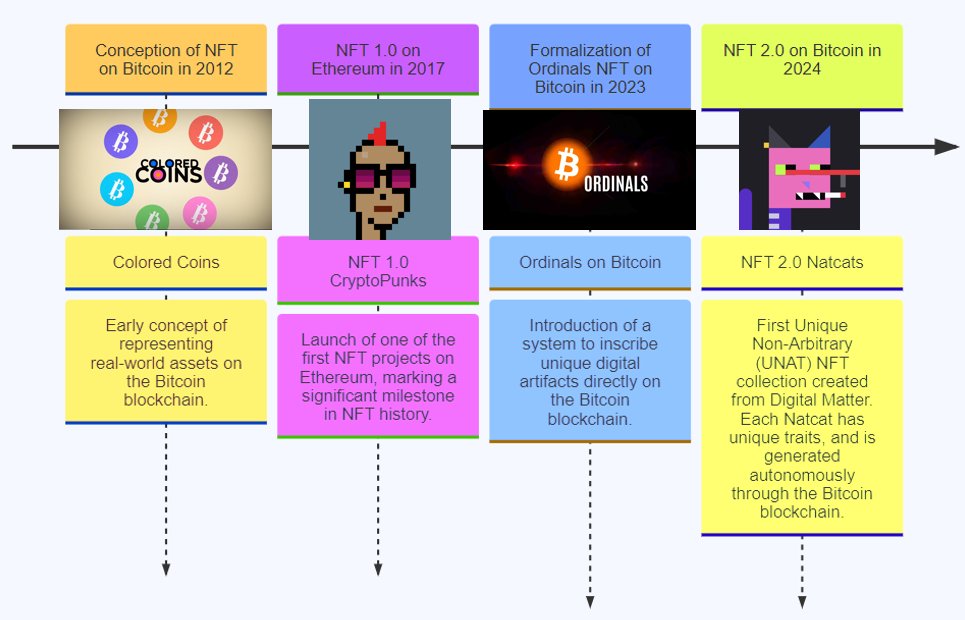 Conception of NFT
on Bitcoin in 2012
NFT 1.0 on
Ethereum in 2017
Formalization of
Ordinals NFT on
Bitcoin in 2023
NFT 2.0 on Bitcoin in
2024
COLORED
COINS
ORDINALS
Colored Coins
NFT 1.0
CryptoPunks
Ordinals on Bitcoin
NFT 2.0 Natcats
Early concept of
representing
real-world assets on
the Bitcoin
blockchain.
Launch of one of the
first NFT projects on
Ethereum, marking a
significant milestone
in NFT history.
Introduction of a
system to inscribe
unique digital
artifacts directly on
the Bitcoin
blockchain.
First Unique
Non-Arbitrary
(UNAT) NFT
collection created
from Digital Matter.
Each Natcat has
unique traits, and is
generated
autonomously
through the Bitcoin
blockchain.